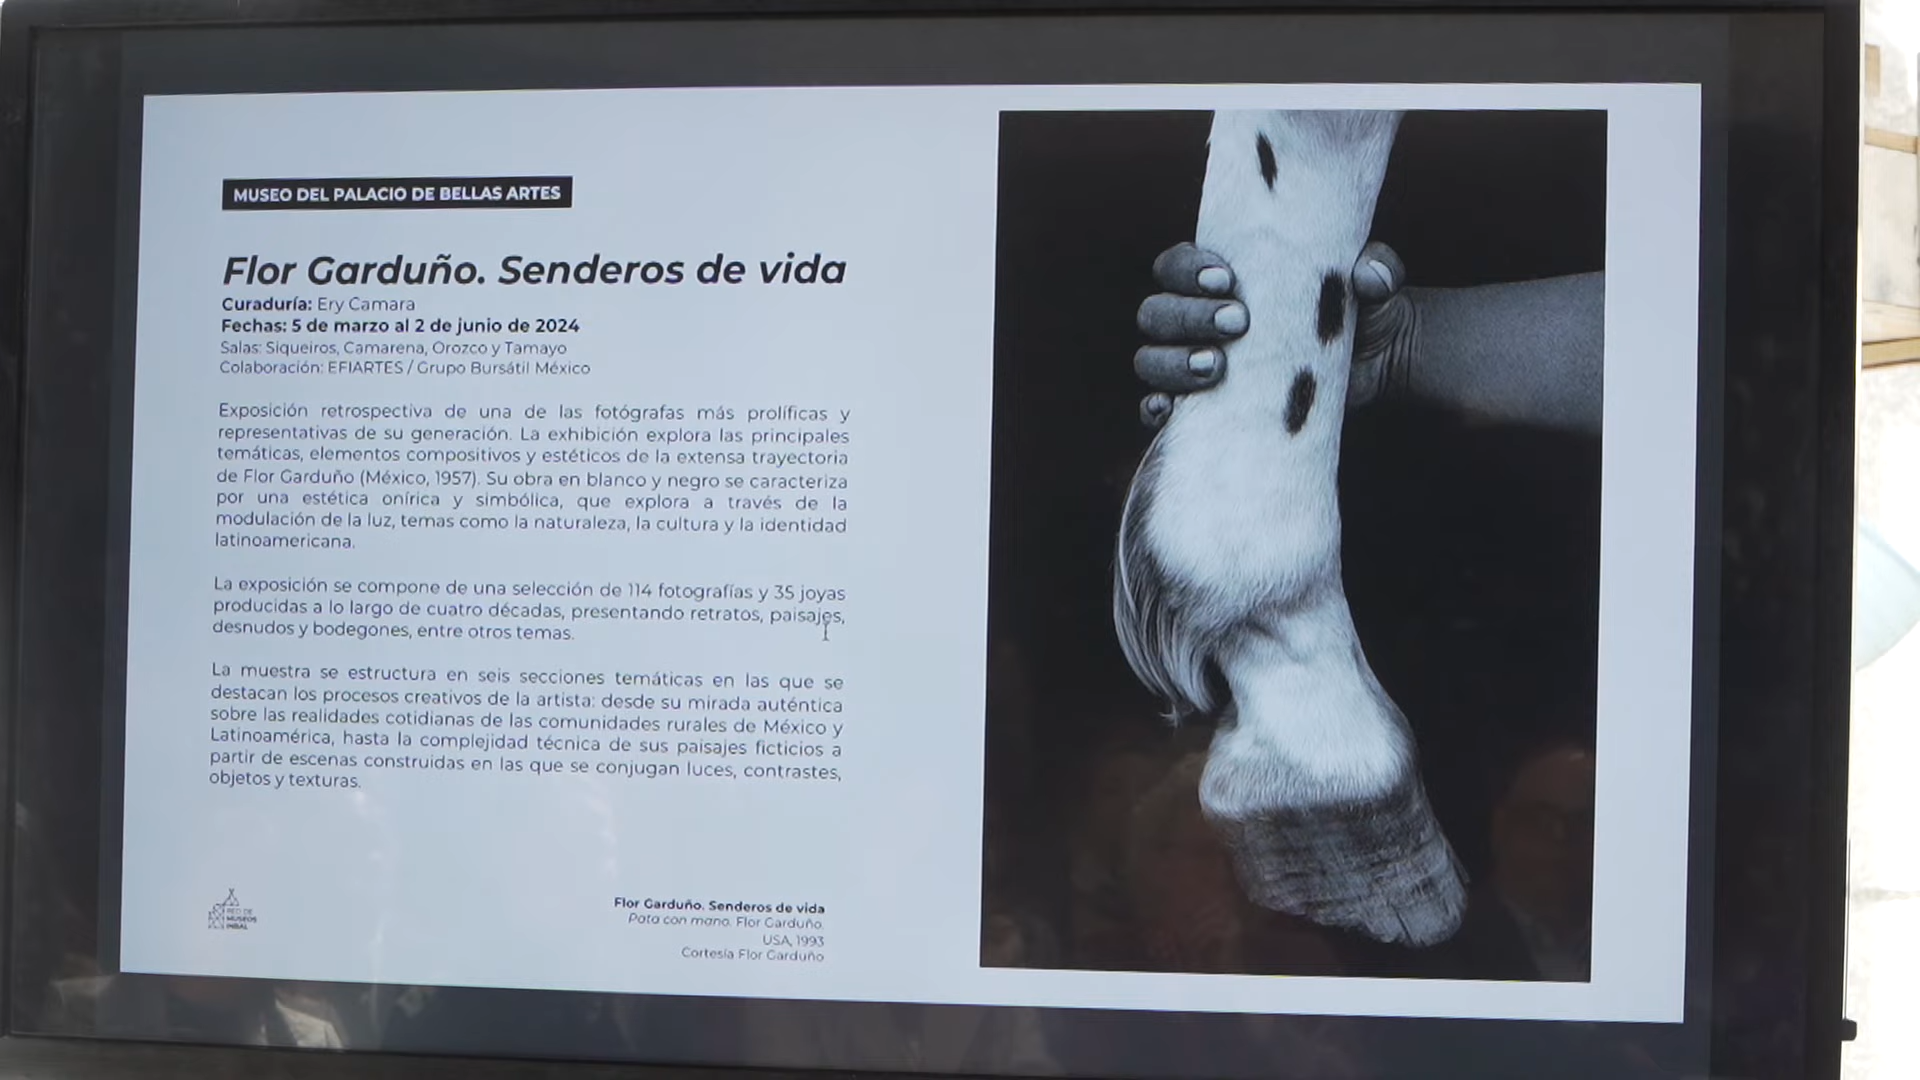 MUSEO DEL PALACIO DE BELLAS ARTES
Flor Garduño. Senderos de vida
Curaduría: Ery Camara
Fechas: 5 de marzo al 2 de junio de 2024
Salas: Siqueiros, Camarena, Orozco y Tamayo
Colaboración: EFIARTES / Grupo Bursátil México
Exposición retrospectiva de una de las fotógrafas más prolíficas y
representativas de su generación. La exhibición explora las principales
temáticas, elementos compositivos y estéticos de la extensa trayectoria
de Flor Garduño (México, 1957). Su obra en blanco y negro se caracteriza
por una estética onírica y simbólica, que explora a través de la
modulación de la luz, temas como la naturaleza, la cultura y la identidad
latinoamericana.
La exposición se compone de una selección de 114 fotografías y 35 joyas
producidas a lo largo de cuatro décadas, presentando retratos, paisajes,
desnudos y bodegones, entre otros temas.
La muestra se estructura en seis secciones temáticas en las que se
destacan los procesos creativos de la artista: desde su mirada auténtica
sobre las realidades cotidianas de las comunidades rurales de México y
Latinoamérica, hasta la complejidad técnica de sus paisajes ficticios a
partir de escenas construidas en las que se conjugan luces, contrastes,
objetos y texturas.
RED DE
MUSEOS
INBAL
Flor Garduño. Senderos de vida
Pata con mano. Flor Garduño.
USA, 1993
Cortesía Flor Garduño